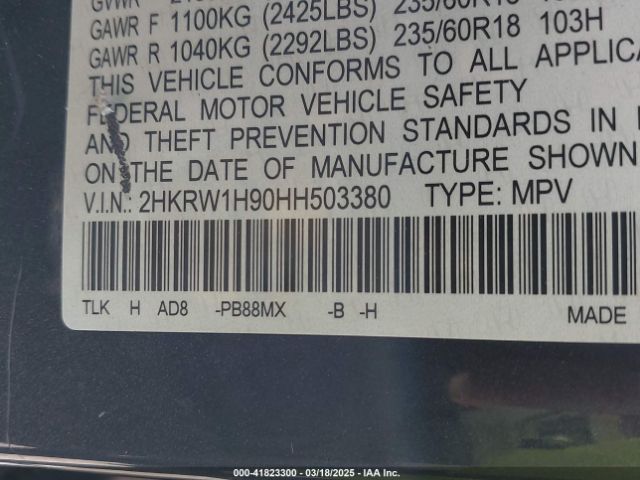 GVWR
GAWR F 1100KG (2425LBS) 235/60R18
GAWR R 1040KG (2292LBS) 235/60R18 103H
THIS VEHICLE CONFORMS TO ALL APPLICA
FEDERAL MOTOR VEHICLE SAFETY
AND THEFT PREVENTION STANDARDS IN
ON THE DATE OF MANUFACTURE SHOWN
V.I.N.: 2HKRW1H90HH503380 TYPE: MPV
TLK H AD8 -PB88MX -B -H MADE
000-41823300 — 03/18/2025 — IAA, Inc.